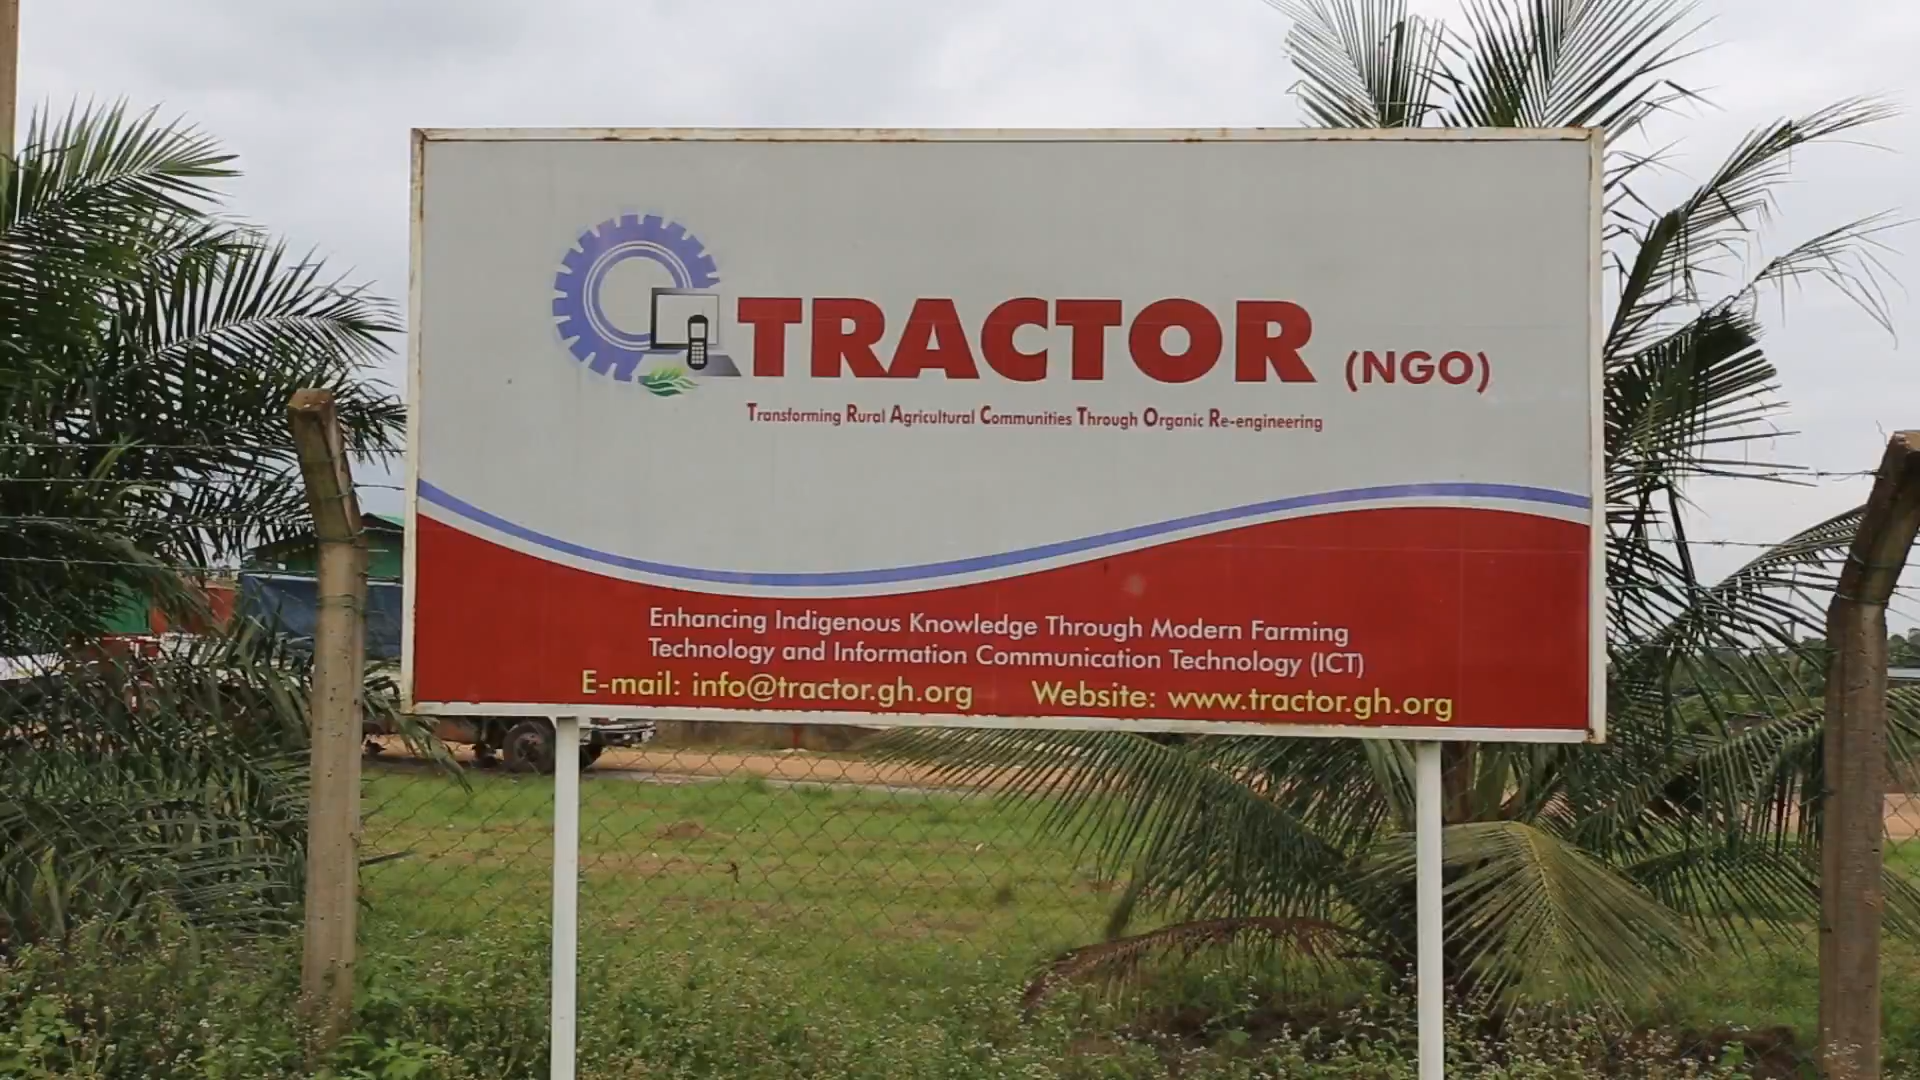 TRACTOR (NGO)
Transforming Rural Agricultural Communities Through Organic Re-engineering
Enhancing Indigenous Knowledge Through Modern Farming
Technology and Information Communication Technology (ICT)
E-mail: info@tractor.gh.org Website: www.tractor.gh.org